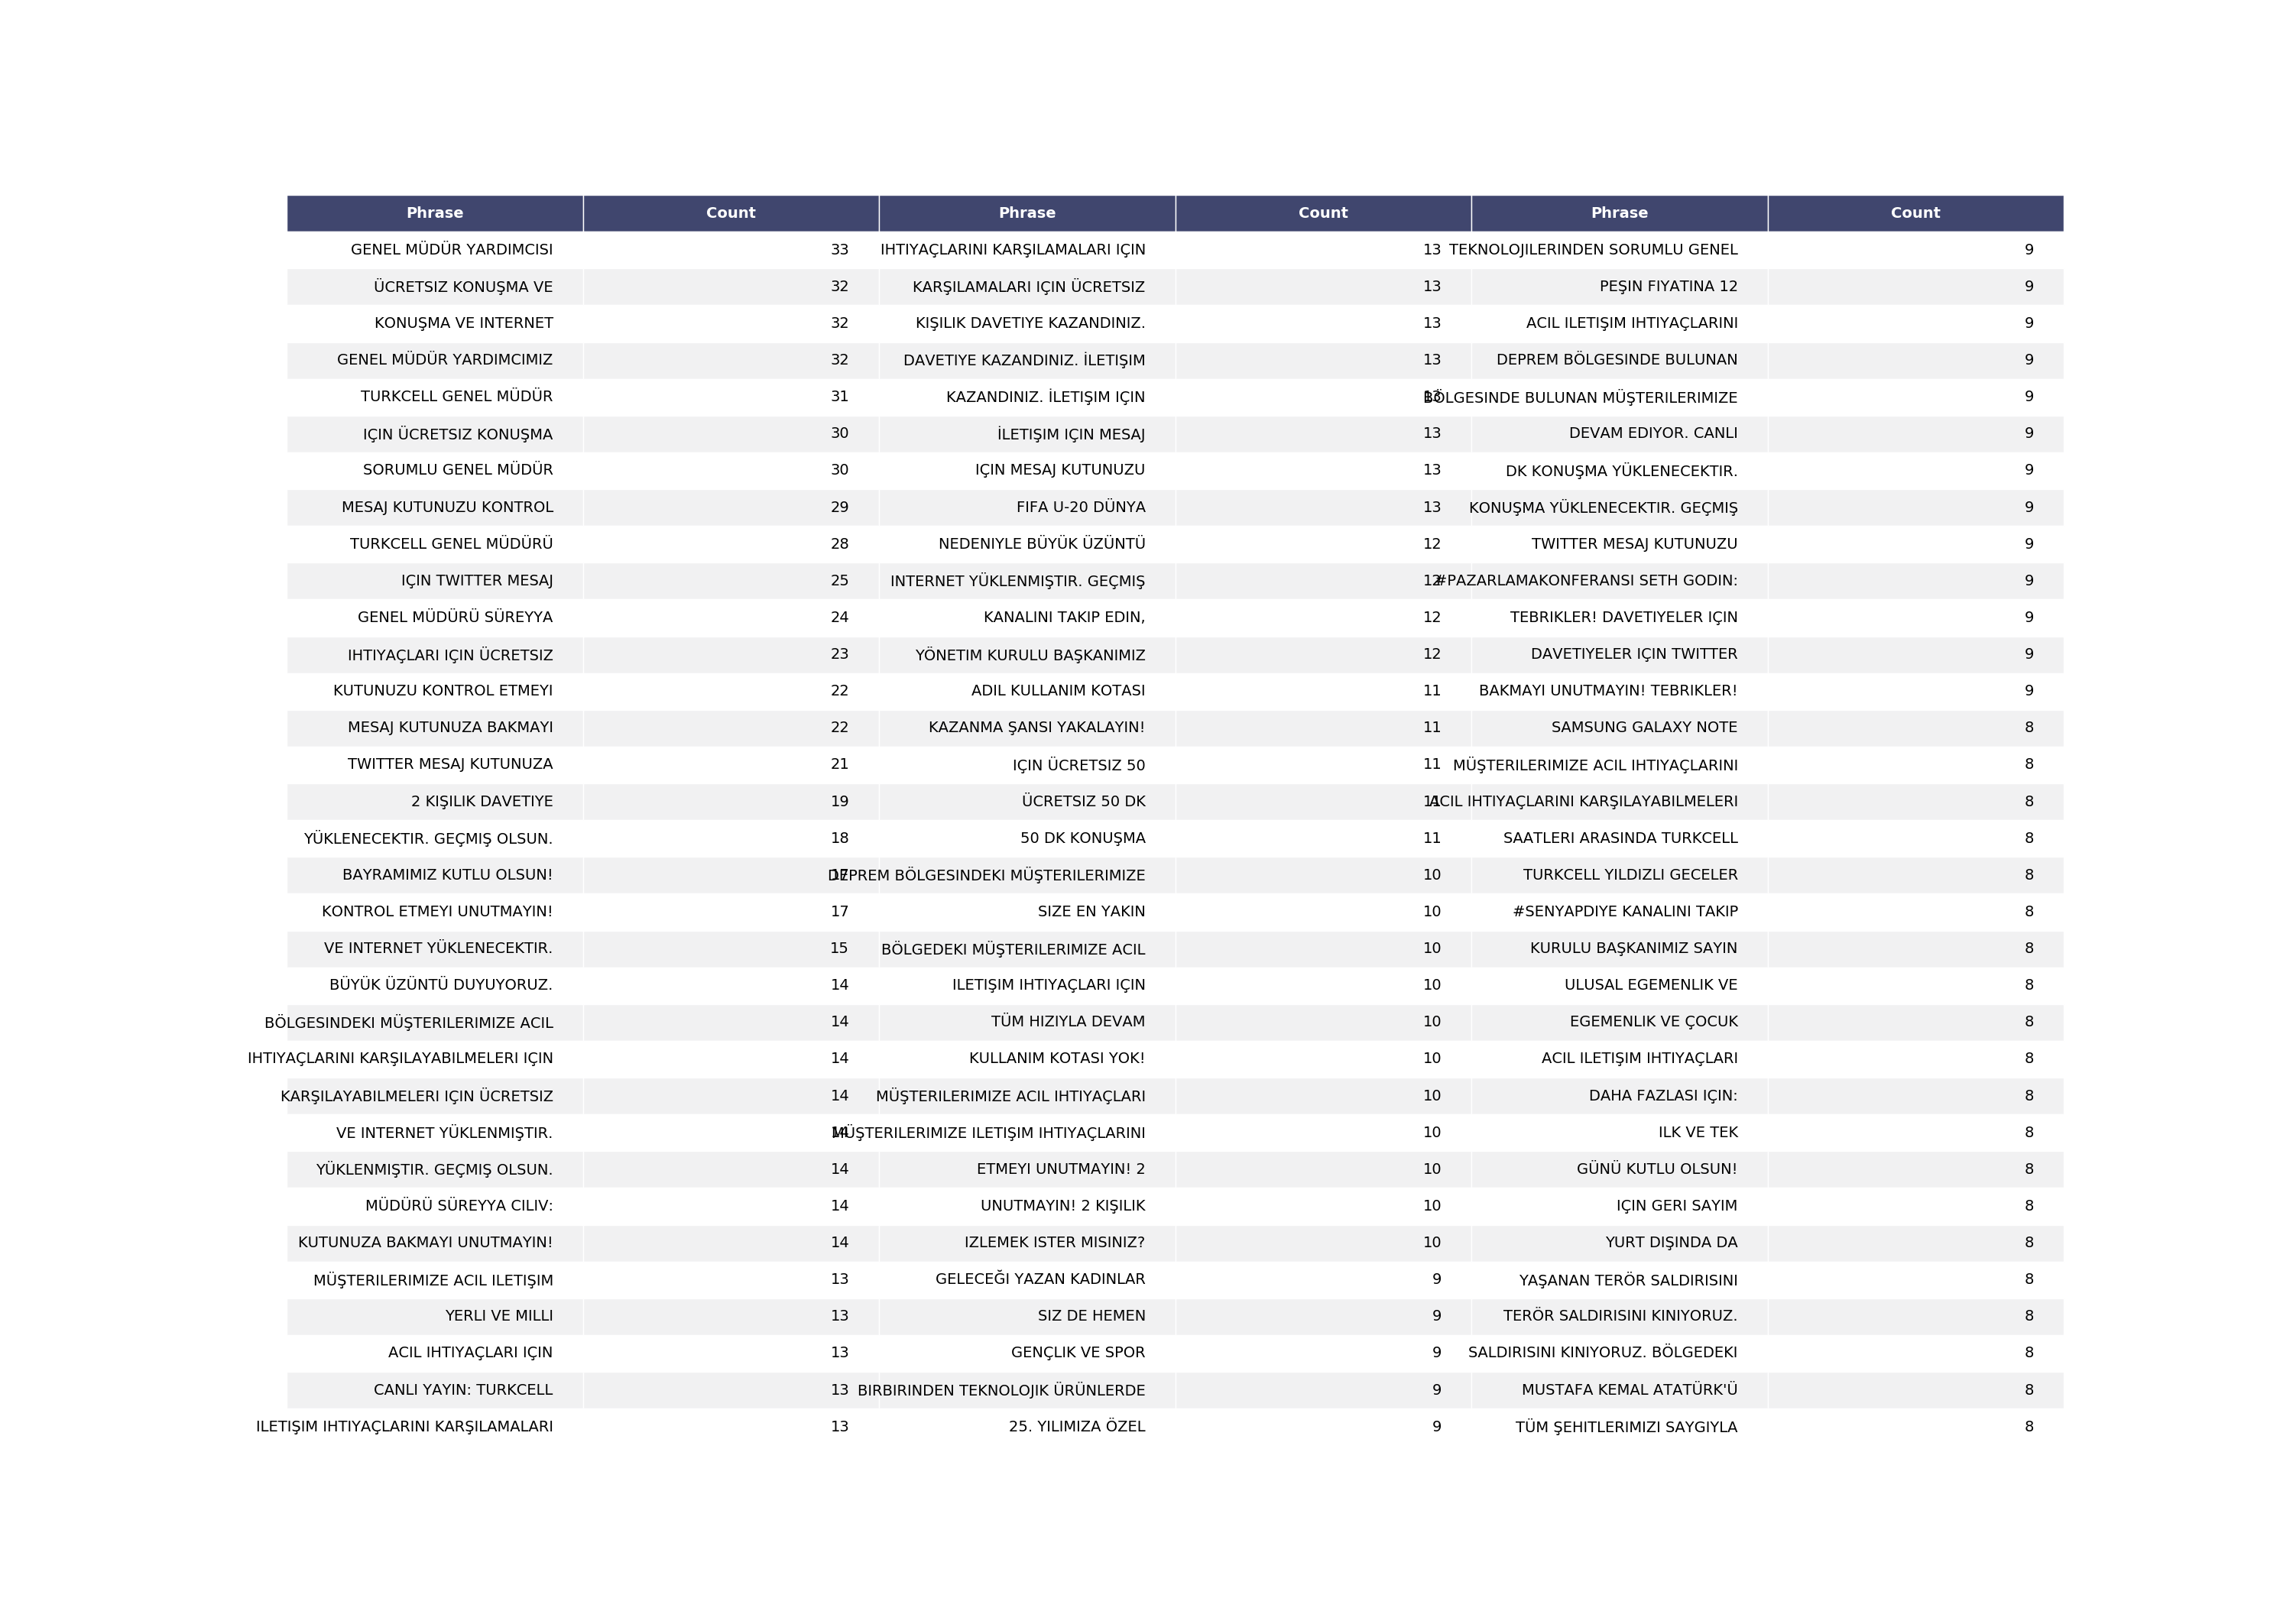 Phrase Count Phrase Count Phrase Count
GENEL MÜDÜR YARDIMCISI 33 IHTIYAÇLARINI KARŞILAMALARI IÇIN 13 TEKNOLOJILERINDEN SORUMLU GENEL 9
ÜCRETSIZ KONUŞMA VE 32 KARŞILAMALARI IÇIN ÜCRETSIZ 13 PEŞIN FIYATINA 12 9
KONUŞMA VE INTERNET 32 KIŞILIK DAVETIYE KAZANDINIZ. 13 ACIL ILETIŞIM IHTIYAÇLARINI 9
GENEL MÜDÜR YARDIMCIMIZ 32 DAVETIYE KAZANDINIZ. İLETIŞIM 13 DEPREM BÖLGESINDE BULUNAN 9
TURKCELL GENEL MÜDÜR 31 KAZANDINIZ. İLETIŞIM IÇIN 13 BÖLGESINDE BULUNAN MÜŞTERILERIMIZE 9
IÇIN ÜCRETSIZ KONUŞMA 30 İLETIŞIM IÇIN MESAJ 13 DEVAM EDIYOR. CANLI 9
SORUMLU GENEL MÜDÜR 30 IÇIN MESAJ KUTUNUZU 13 DK KONUŞMA YÜKLENECEKTIR. 9
MESAJ KUTUNUZU KONTROL 29 FIFA U-20 DÜNYA 13 KONUŞMA YÜKLENECEKTIR. GEÇMIŞ 9
TURKCELL GENEL MÜDÜRÜ 28 NEDENIYLE BÜYÜK ÜZÜNTÜ 12 TWITTER MESAJ KUTUNUZU 9
IÇIN TWITTER MESAJ 25 INTERNET YÜKLENMIŞTIR. GEÇMIŞ 12 #PAZARLAMAKONFERANSI SETH GODIN: 9
GENEL MÜDÜRÜ SÜREYYA 24 KANALINI TAKIP EDIN, 12 TEBRIKLER! DAVETIYELER IÇIN 9
IHTIYAÇLARI IÇIN ÜCRETSIZ 23 YÖNETIM KURULU BAŞKANIMIZ 12 DAVETIYELER IÇIN TWITTER 9
KUTUNUZU KONTROL ETMEYI 22 ADIL KULLANIM KOTASI 11 BAKMAYI UNUTMAYIN! TEBRIKLER! 9
MESAJ KUTUNUZA BAKMAYI 22 KAZANMA ŞANSI YAKALAYIN! 11 SAMSUNG GALAXY NOTE 8
TWITTER MESAJ KUTUNUZA 21 IÇIN ÜCRETSIZ 50 11 MÜŞTERILERIMIZE ACIL IHTIYAÇLARINI 8
2 KIŞILIK DAVETIYE 19 ÜCRETSIZ 50 DK 11 ACIL IHTIYAÇLARINI KARŞILAYABILMELERI 8
YÜKLENECEKTIR. GEÇMIŞ OLSUN. 18 50 DK KONUŞMA 11 SAATLERI ARASINDA TURKCELL 8
BAYRAMIMIZ KUTLU OLSUN! 17 DEPREM BÖLGESINDEKI MÜŞTERILERIMIZE 10 TURKCELL YILDIZLI GECELER 8
KONTROL ETMEYI UNUTMAYIN! 17 SIZE EN YAKIN 10 #SENYAPDIYE KANALINI TAKIP 8
VE INTERNET YÜKLENECEKTIR. 15 BÖLGEDEKI MÜŞTERILERIMIZE ACIL 10 KURULU BAŞKANIMIZ SAYIN 8
BÜYÜK ÜZÜNTÜ DUYUYORUZ. 14 ILETIŞIM IHTIYAÇLARI IÇIN 10 ULUSAL EGEMENLIK VE 8
BÖLGESINDEKI MÜŞTERILERIMIZE ACIL 14 TÜM HIZIYLA DEVAM 10 EGEMENLIK VE ÇOCUK 8
IHTIYAÇLARINI KARŞILAYABILMELERI IÇIN 14 KULLANIM KOTASI YOK! 10 ACIL ILETIŞIM IHTIYAÇLARI 8
KARŞILAYABILMELERI IÇIN ÜCRETSIZ 14 MÜŞTERILERIMIZE ACIL IHTIYAÇLARI 10 DAHA FAZLASI IÇIN: 8
VE INTERNET YÜKLENMIŞTIR. 14 MÜŞTERILERIMIZE ILETIŞIM IHTIYAÇLARINI 10 ILK VE TEK 8
YÜKLENMIŞTIR. GEÇMIŞ OLSUN. 14 ETMEYI UNUTMAYIN! 2 10 GÜNÜ KUTLU OLSUN! 8
MÜDÜRÜ SÜREYYA CILIV: 14 UNUTMAYIN! 2 KIŞILIK 10 IÇIN GERI SAYIM 8
KUTUNUZA BAKMAYI UNUTMAYIN! 14 IZLEMEK ISTER MISINIZ? 10 YURT DIŞINDA DA 8
MÜŞTERILERIMIZE ACIL ILETIŞIM 13 GELECEĞI YAZAN KADINLAR 9 YAŞANAN TERÖR SALDIRISINI 8
YERLI VE MILLI 13 SIZ DE HEMEN 9 TERÖR SALDIRISINI KINIYORUZ. 8
ACIL IHTIYAÇLARI IÇIN 13 GENÇLIK VE SPOR 9 SALDIRISINI KINIYORUZ. BÖLGEDEKI 8
CANLI YAYIN: TURKCELL 13 BIRBIRINDEN TEKNOLOJIK ÜRÜNLERDE 9 MUSTAFA KEMAL ATATÜRK'Ü 8
ILETIŞIM IHTIYAÇLARINI KARŞILAMALARI 13 25. YILIMIZA ÖZEL 9 TÜM ŞEHITLERIMIZI SAYGIYLA 8